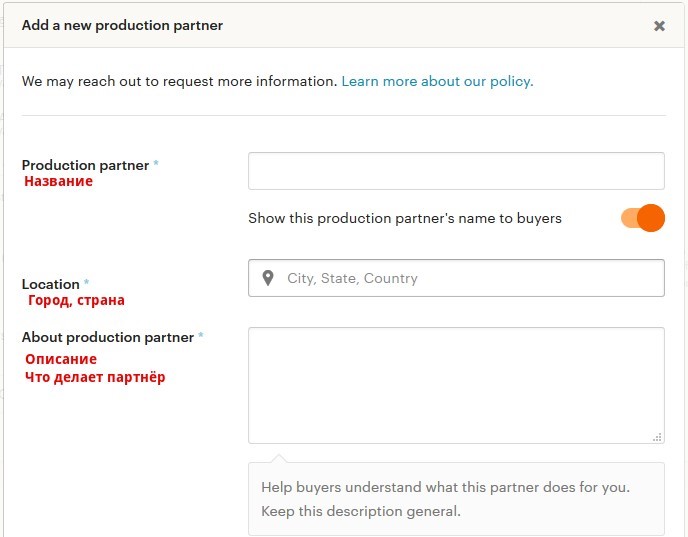 Add a new production partner
We may reach out to request more information. Learn more about our policy.
Production partner *
Название
Show this production partner's name to buyers
Location *
Город, страна
City, State, Country
About production partner *
Описание
Что делает партнёр
Help buyers understand what this partner does for you.
Keep this description general.